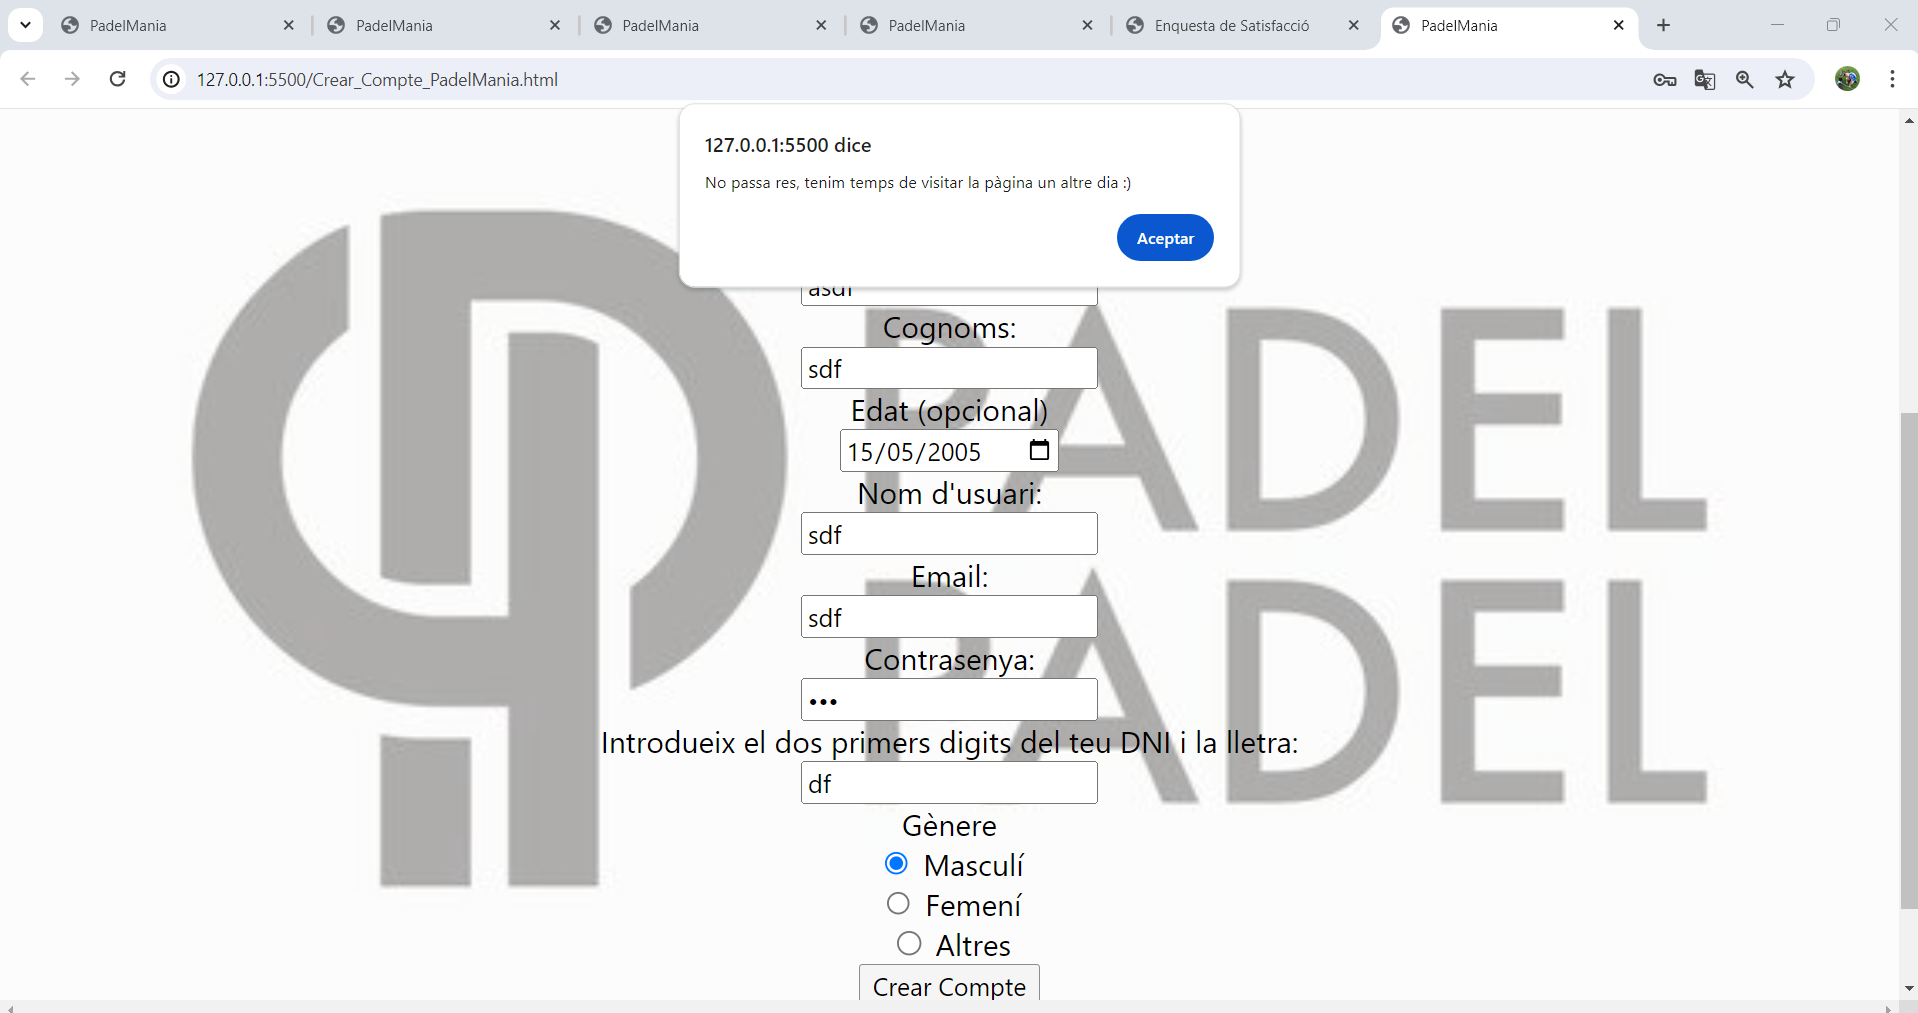 PadelMania
PadelMania
PadelMania
PadelMania
Enquesta de Satisfacció
PadelMania
127.0.0.1:5500/Crear_Compte_PadelMania.html
127.0.0.1:5500 dice
No passa res, tenim temps de visitar la pàgina un altre dia :)
Aceptar
asdf
Cognoms:
sdf
Edat (opcional)
15/05/2005
Nom d'usuari:
sdf
Email:
sdf
Contrasenya:
•••
Introdueix el dos primers digits del teu DNI i la lletra:
df
Gènere
Masculí
Femení
Altres
Crear Compte
PADEL
PADEL